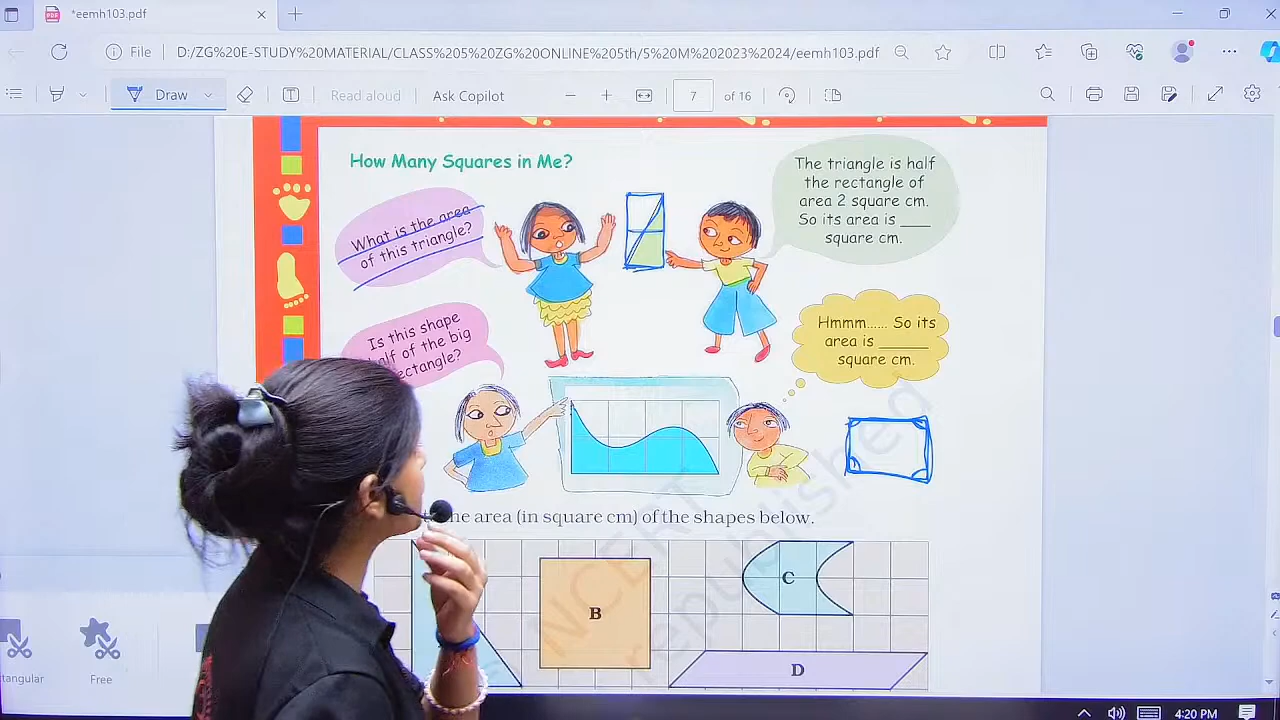 *eemh103.pdf
File
D:/ZG%20E-STUDY%20MATERIAL/CLASS%205%20ZG%20ONLINE%205th/5%20M%202023%2024/eemh103.pdf
Draw
Read aloud
Ask Copilot
7
of 16
How Many Squares in Me?
What is the area
of this triangle?
The triangle is half
the rectangle of
area 2 square cm.
So its area is ____
square cm.
Is this shape
half of the big
rectangle?
Hmmm...... So its
area is ______
square cm.
the area (in square cm) of the shapes below.
B
C
D
NCERT
republished
Free
4:20 PM